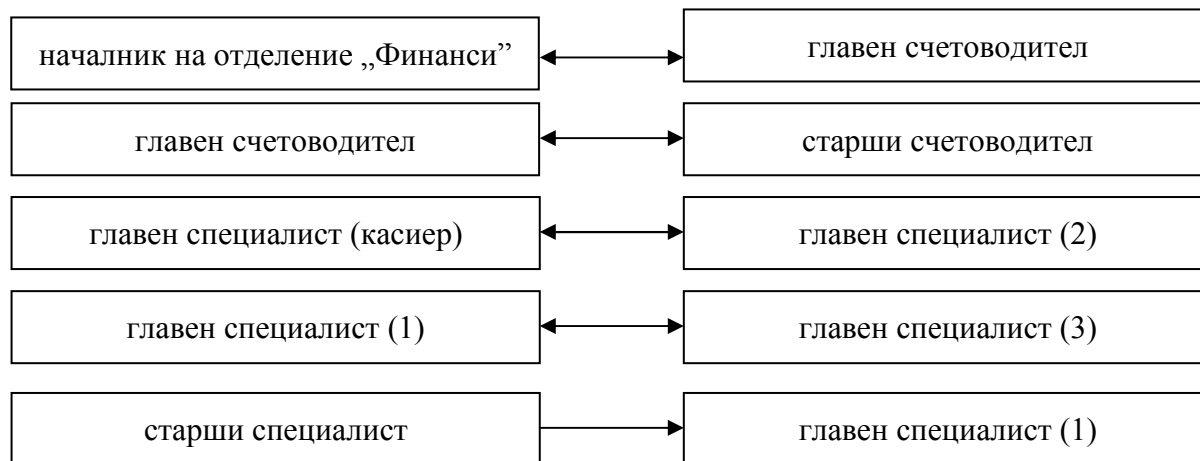 началник на отделение „Финанси”
главен счетоводител
главен счетоводител
старши счетоводител
главен специалист (касиер)
главен специалист (2)
главен специалист (1)
главен специалист (3)
старши специалист
главен специалист (1)